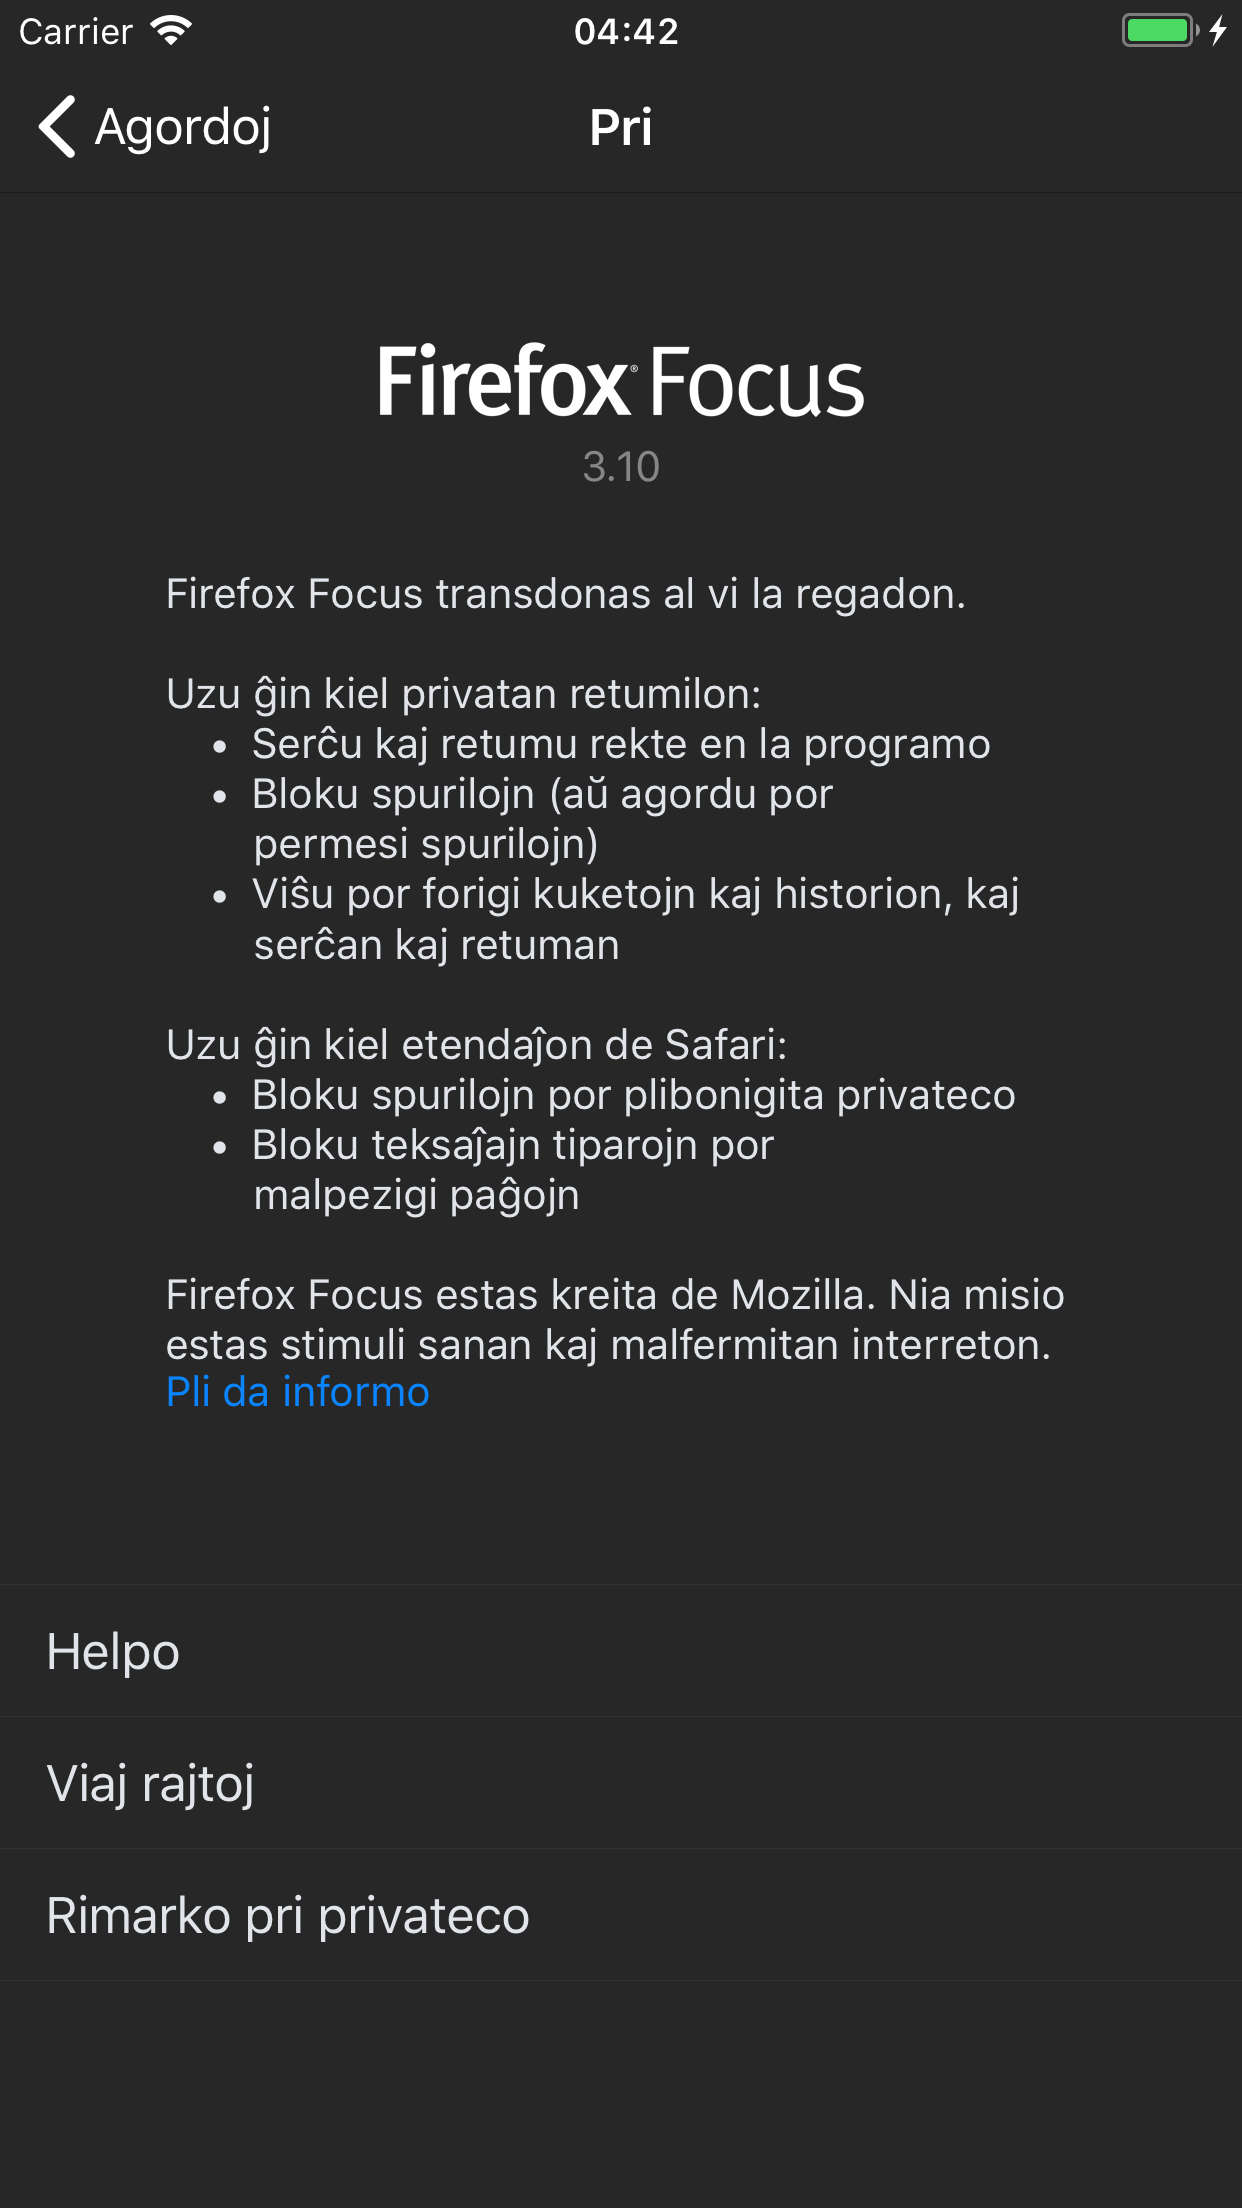 Carrier 04:42
Agordoj Pri
Firefox® Focus
3.10
Firefox Focus transdonas al vi la regadon.
Uzu ĝin kiel privatan retumilon:
• Serĉu kaj retumu rekte en la programo
• Bloku spurilojn (aŭ agordu por
permesi spurilojn)
• Viŝu por forigi kuketojn kaj historion, kaj
serĉan kaj retuman
Uzu ĝin kiel etendaĵon de Safari:
• Bloku spurilojn por plibonigita privateco
• Bloku teksaĵajn tiparojn por
malpezigi paĝojn
Firefox Focus estas kreita de Mozilla. Nia misio
estas stimuli sanan kaj malfermitan interreton.
Pli da informo
Helpo
Viaj rajtoj
Rimarko pri privateco